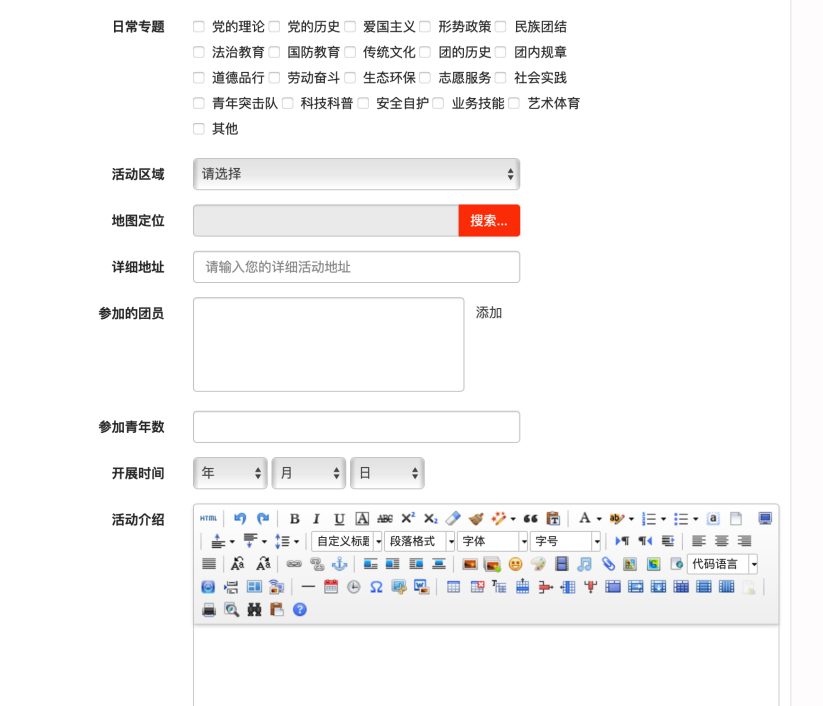 日常专题 党的理论 党的历史 爱国主义 形势政策 民族团结
法治教育 国防教育 传统文化 团的历史 团内规章
道德品行 劳动奋斗 生态环保 志愿服务 社会实践
青年突击队 科技科普 安全自护 业务技能 艺术体育
其他
活动区域 请选择
地图定位 搜索...
详细地址 请输入您的详细活动地址
参加的团员 添加
参加青年数
开展时间 年 月 日
活动介绍 HTML B I U A ABC X² X₂ A ab a
自定义标题 段落格式 字体 字号
代码语言